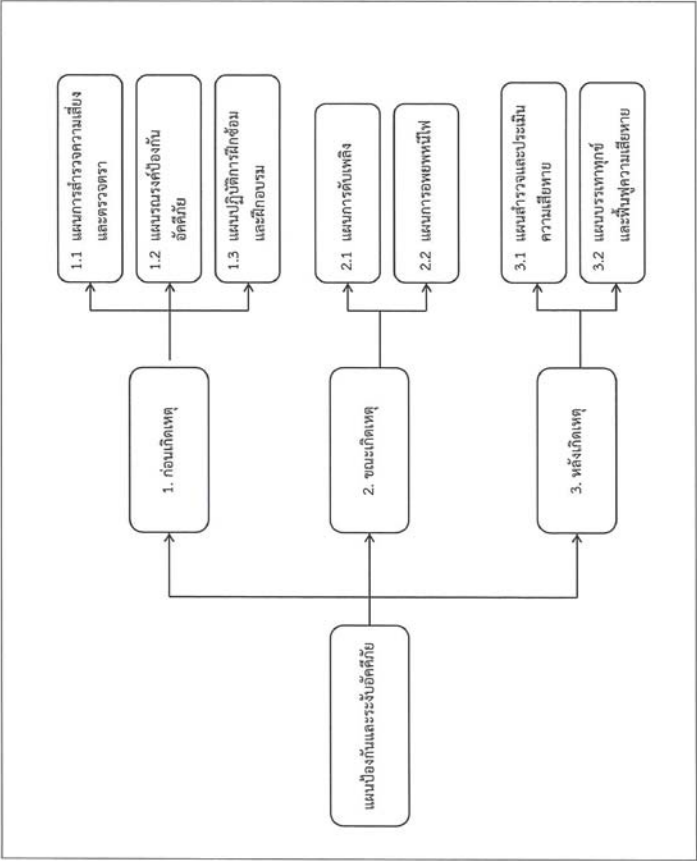 แผนป้องกันและระงับอัคคีภัย
1. ก่อนเกิดเหตุ
1.1 แผนการสำรวจความเสี่ยง
และตรวจตรา
1.2 แผนรณรงค์ป้องกัน
อัคคีภัย
1.3 แผนปฏิบัติการฝึกซ้อม
และฝึกอบรม
2. ขณะเกิดเหตุ
2.1 แผนการดับเพลิง
2.2 แผนการอพยพหนีไฟ
3. หลังเกิดเหตุ
3.1 แผนสำรวจและประเมิน
ความเสียหาย
3.2 แผนบรรเทาทุกข์
และฟื้นฟูความเสียหาย